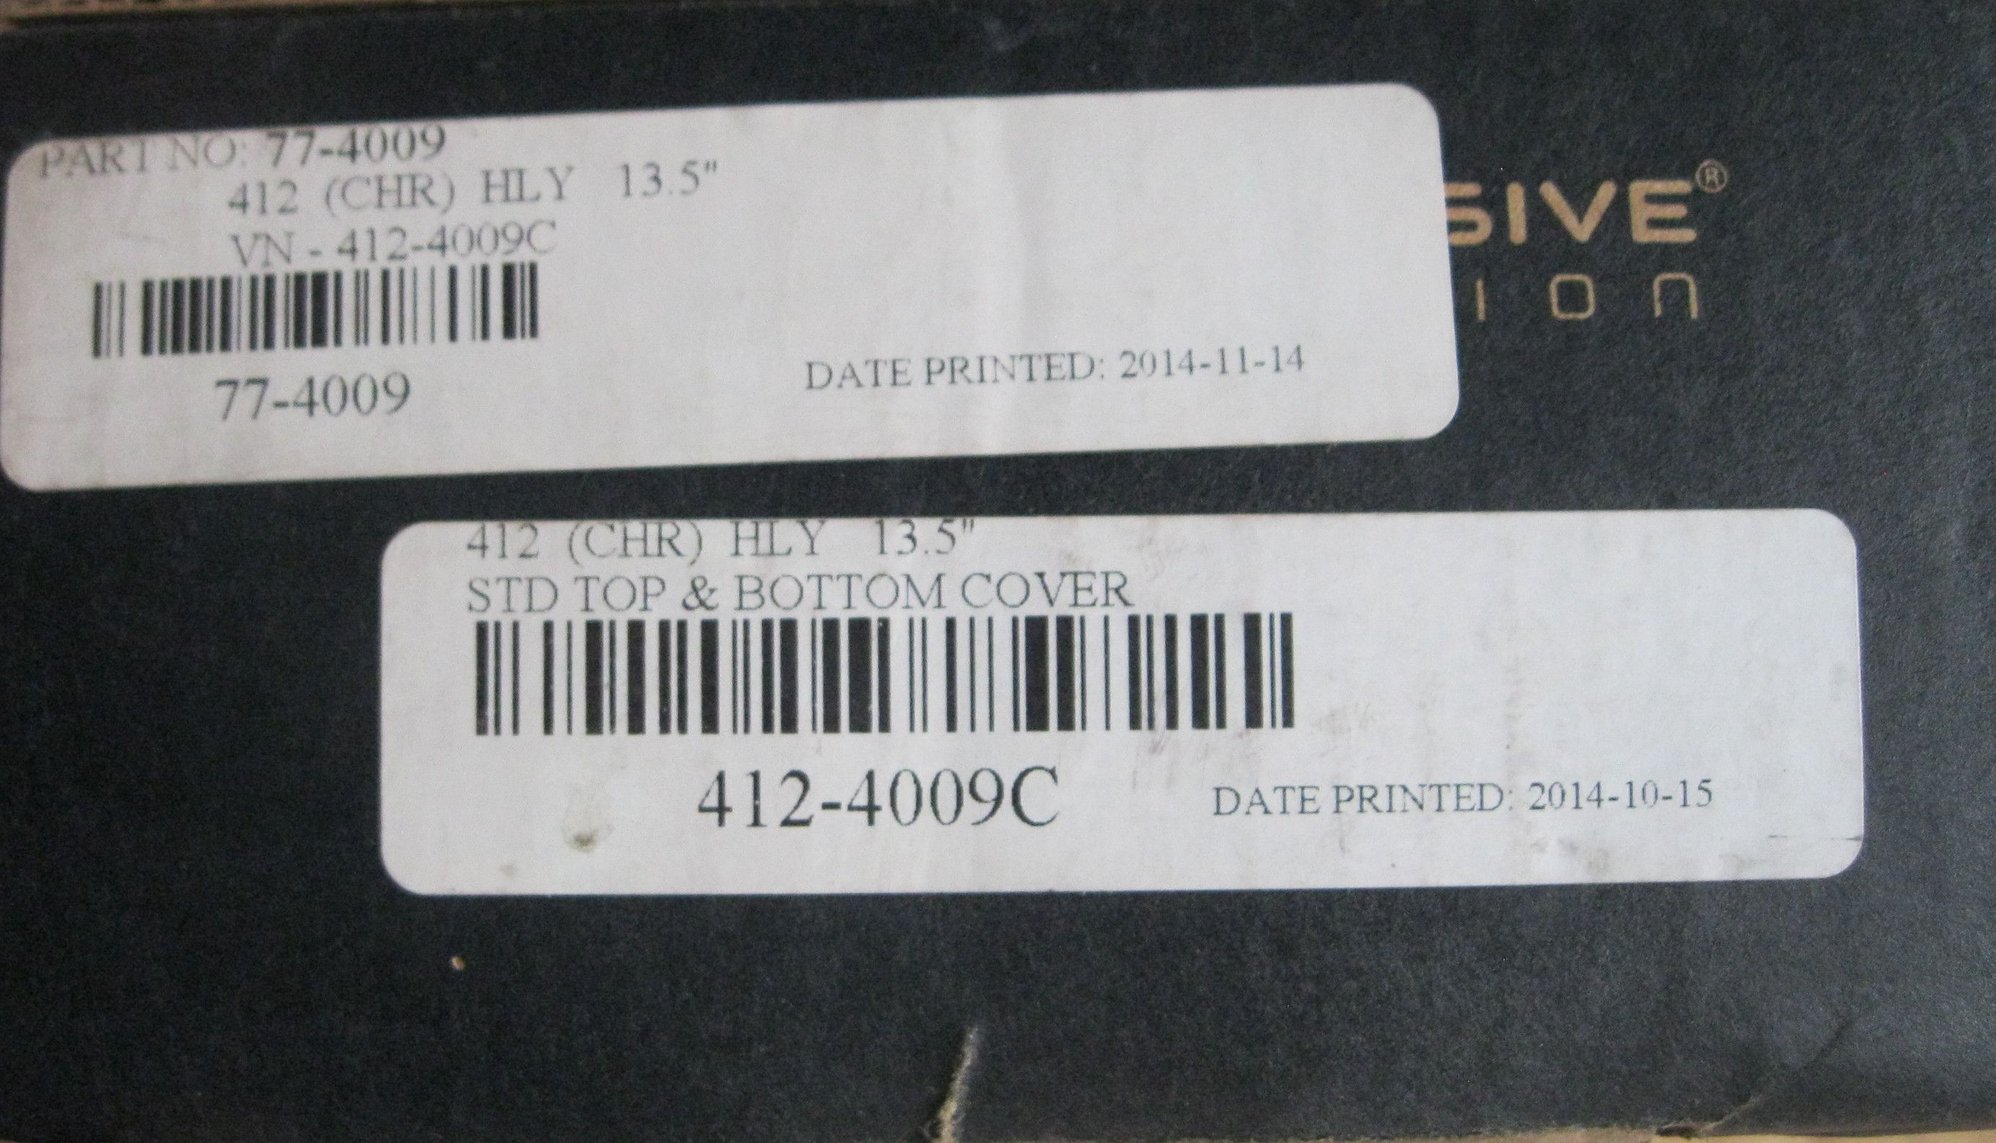 PART NO: 77-4009
412 (CHR) HLY 13.5"
VN - 412-4009C
77-4009
DATE PRINTED: 2014-11-14
SIVE®
ION
412 (CHR) HLY 13.5"
STD TOP & BOTTOM COVER
412-4009C
DATE PRINTED: 2014-10-15